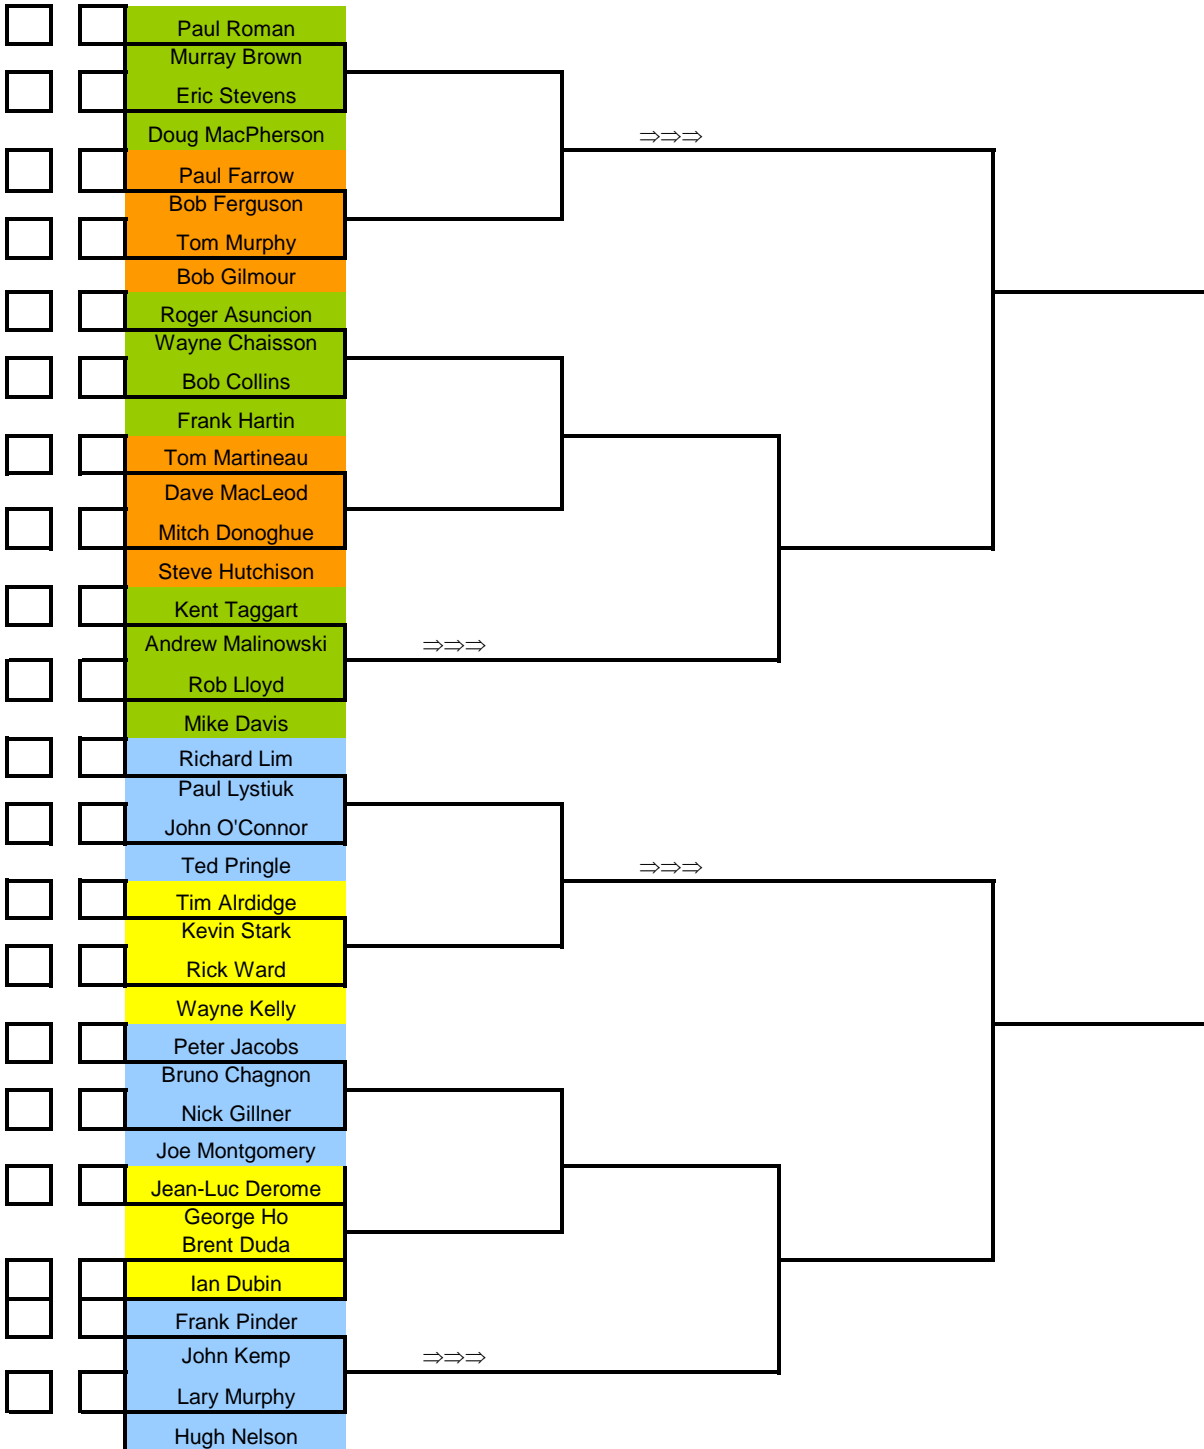 Paul Roman
Murray Brown
Eric Stevens
Doug MacPherson
⇒⇒⇒
Paul Farrow
Bob Ferguson
Tom Murphy
Bob Gilmour
Roger Asuncion
Wayne Chaisson
Bob Collins
Frank Hartin
Tom Martineau
Dave MacLeod
Mitch Donoghue
Steve Hutchison
Kent Taggart
Andrew Malinowski
⇒⇒⇒
Rob Lloyd
Mike Davis
Richard Lim
Paul Lystiuk
John O'Connor
Ted Pringle
⇒⇒⇒
Tim Alrdidge
Kevin Stark
Rick Ward
Wayne Kelly
Peter Jacobs
Bruno Chagnon
Nick Gillner
Joe Montgomery
Jean-Luc Derome
George Ho
Brent Duda
Ian Dubin
Frank Pinder
John Kemp
⇒⇒⇒
Lary Murphy
Hugh Nelson